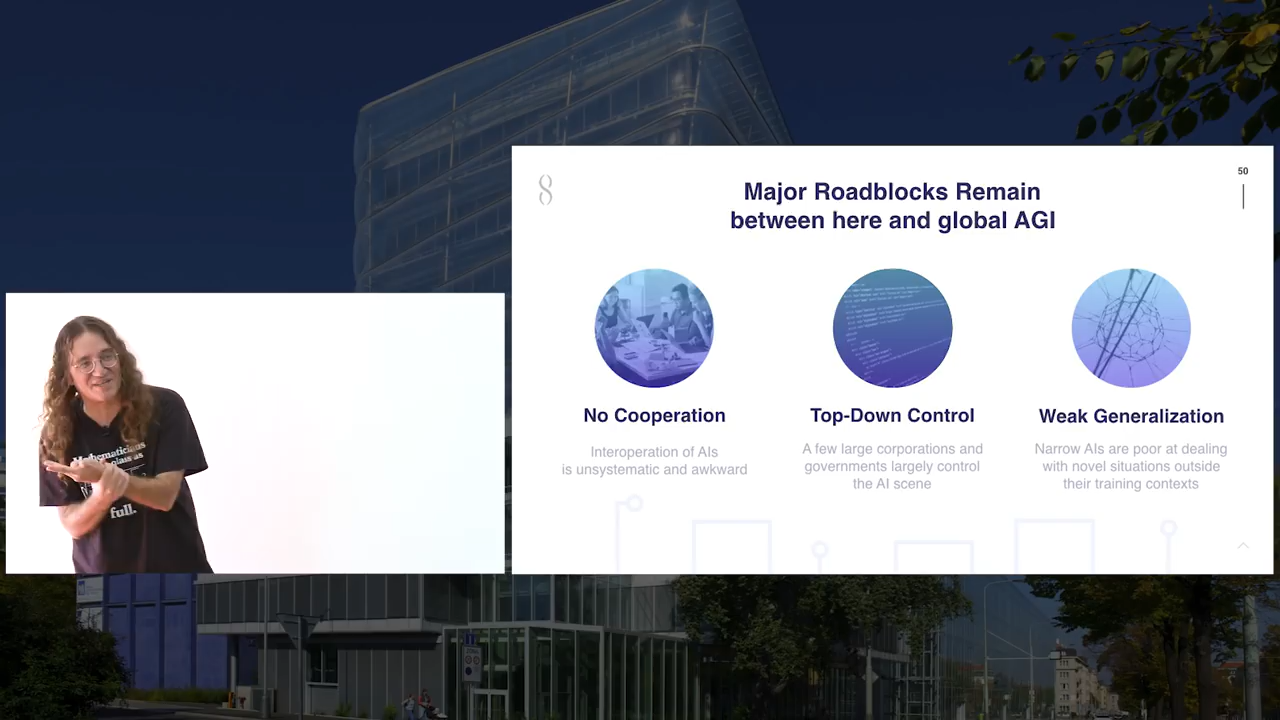 50
Major Roadblocks Remain
between here and global AGI
No Cooperation
Interoperation of AIs
is unsystematic and awkward
Top-Down Control
A few large corporations and
governments largely control
the AI scene
Weak Generalization
Narrow AIs are poor at dealing
with novel situations outside
their training contexts
full.